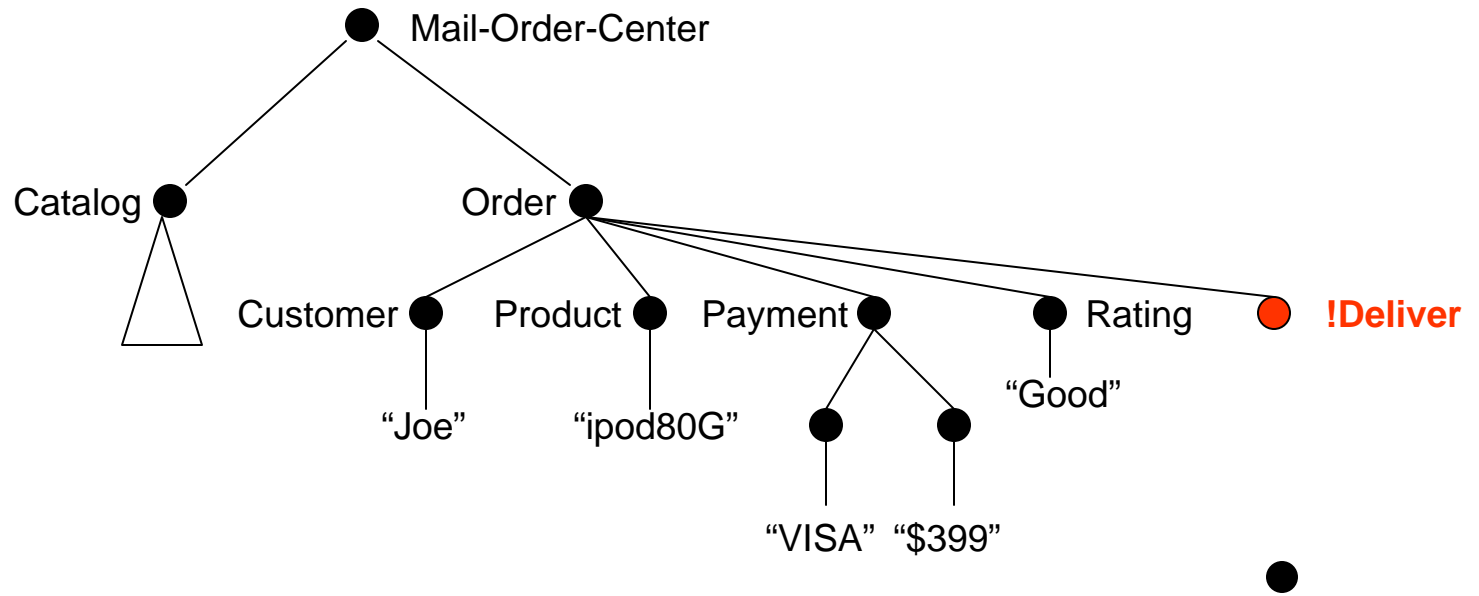 Mail-Order-Center
Catalog
Order
Customer
Product
Payment
Rating
!Deliver
“Good”
“Joe”
“ipod80G”
“VISA”
“$399”